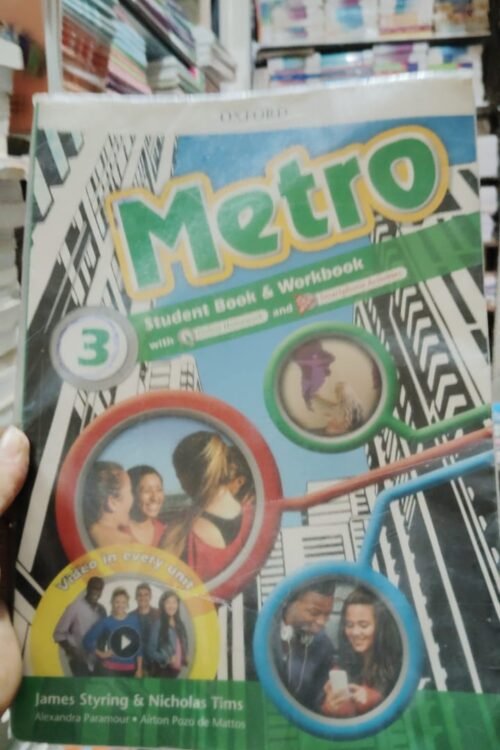 OXFORD
Metro
Student Book & Workbook
with and
3
Video in every unit
James Styring & Nicholas Tims
Alexandra Paramour • Airton Pozo de Mattos